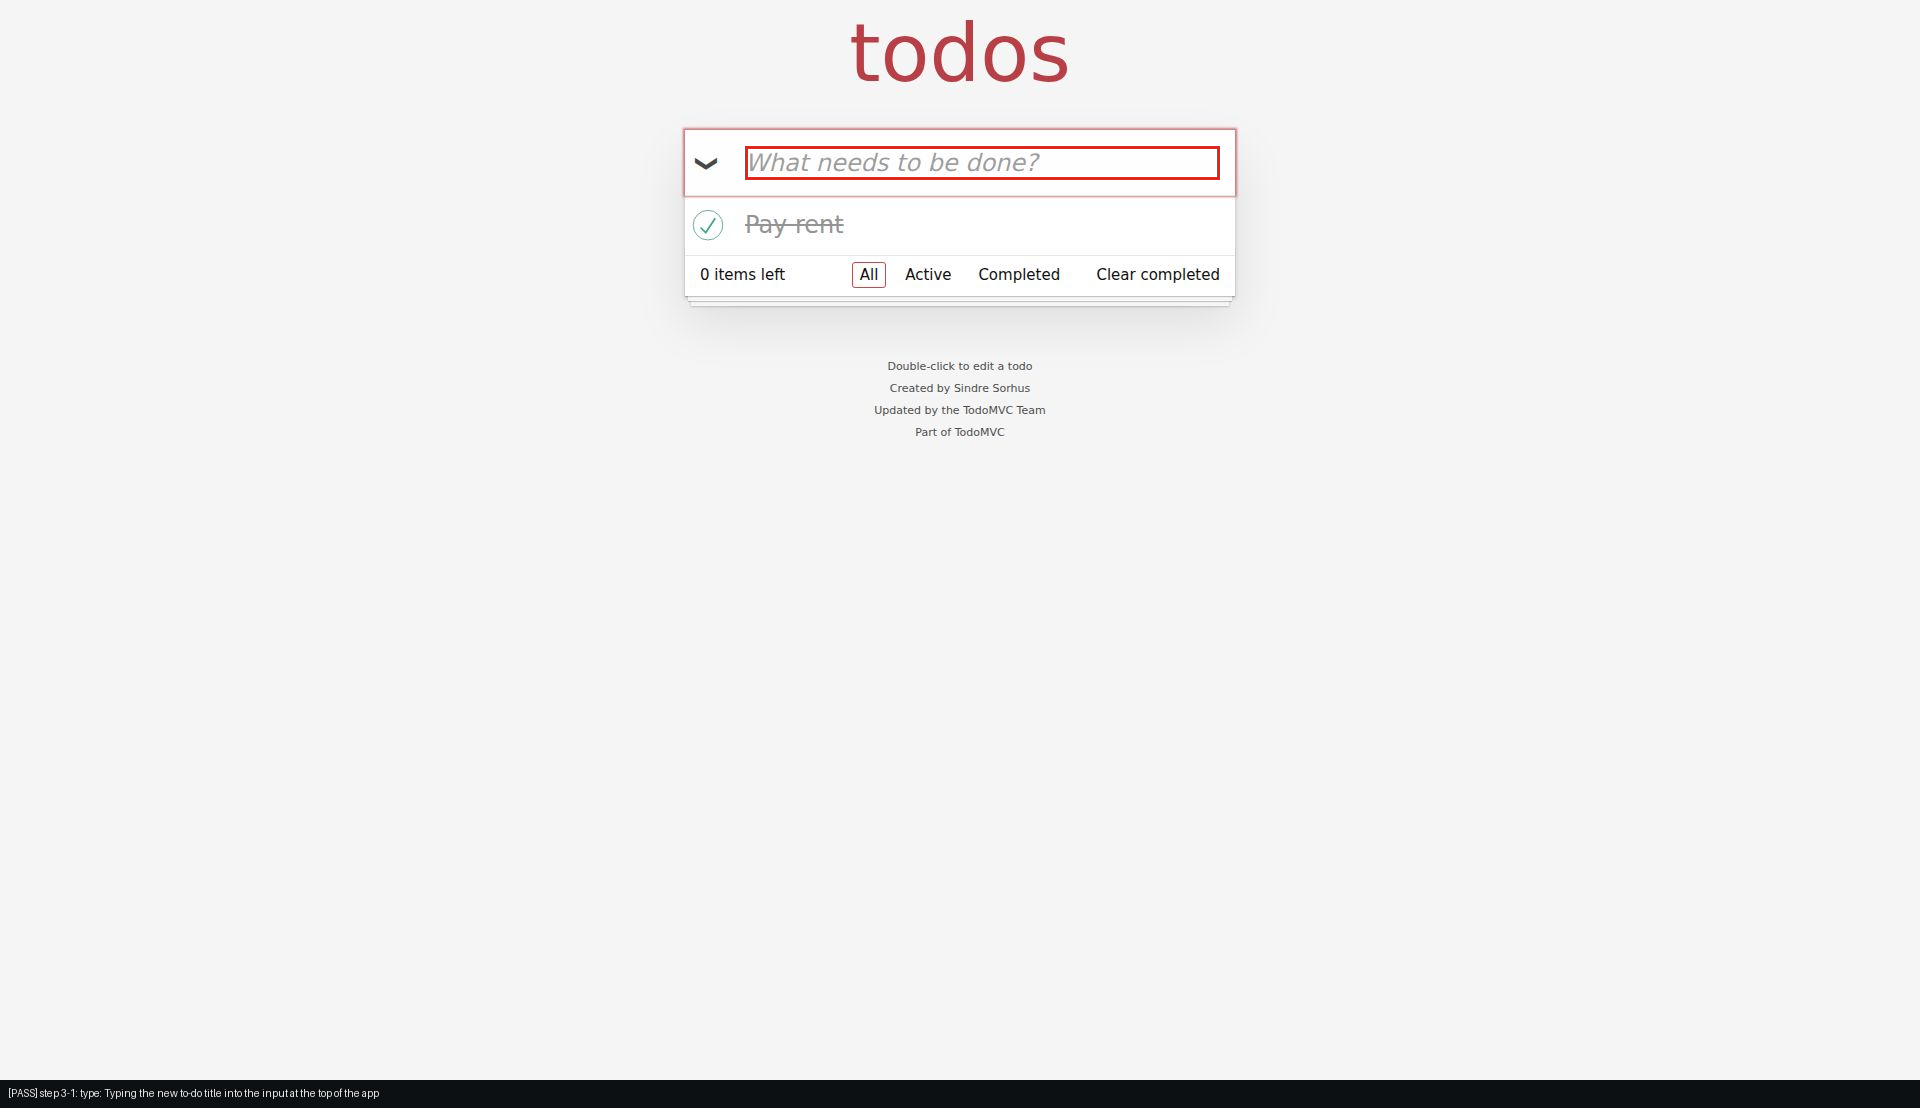 todos
What needs to be done?
Pay rent
0 items left All Active Completed Clear completed
Double-click to edit a todo
Created by Sindre Sorhus
Updated by the TodoMVC Team
Part of TodoMVC
[PASS] step 3-1: type: Typing the new to-do title into the input at the top of the app